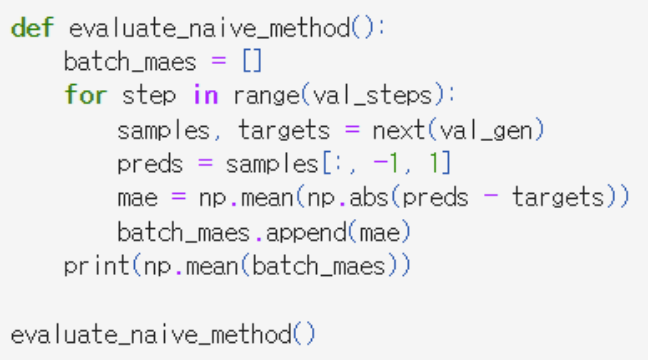 def evaluate_naive_method():
    batch_maes = []
    for step in range(val_steps):
        samples, targets = next(val_gen)
        preds = samples[:, -1, 1]
        mae = np.mean(np.abs(preds - targets))
        batch_maes.append(mae)
    print(np.mean(batch_maes))

evaluate_naive_method()